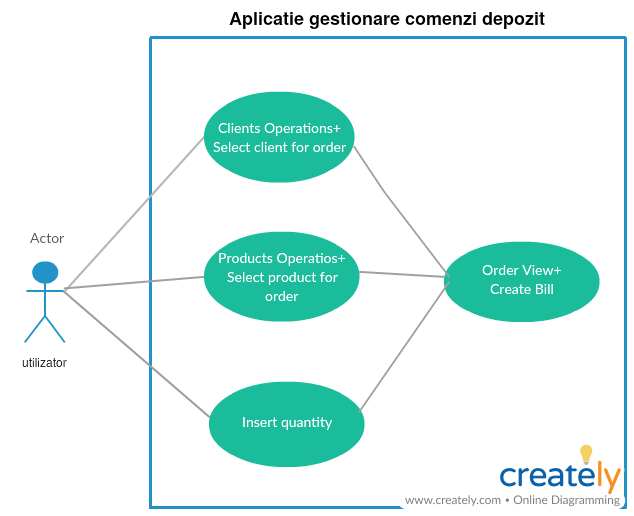 Aplicatie gestionare comenzi depozit
Clients Operations+
Select client for order
Actor
Products Operatios+
Select product for
order
Order View+
Create Bill
utilizator
Insert quantity
creately
www.creately.com • Online Diagramming